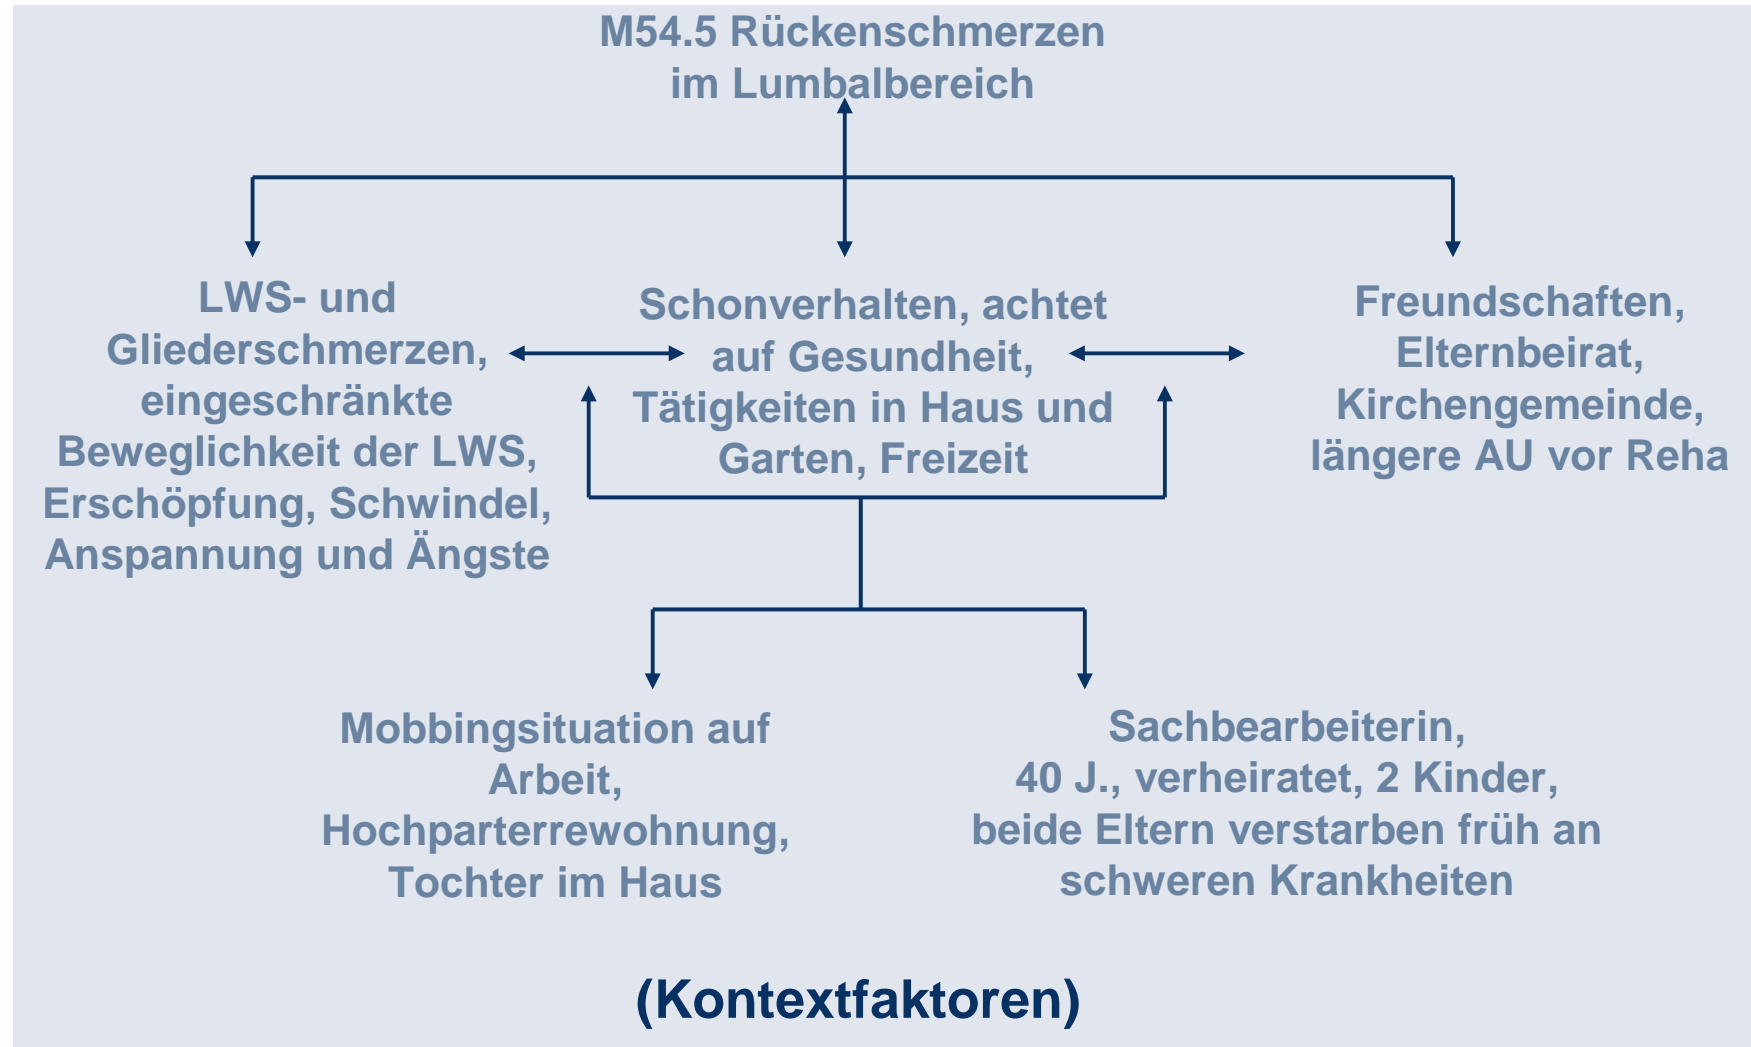 M54.5 Rückenschmerzen
im Lumbalbereich
LWS- und
Gliederschmerzen,
eingeschränkte
Beweglichkeit der LWS,
Erschöpfung, Schwindel,
Anspannung und Ängste
Schonverhalten, achtet
auf Gesundheit,
Tätigkeiten in Haus und
Garten, Freizeit
Freundschaften,
Elternbeirat,
Kirchengemeinde,
längere AU vor Reha
Mobbingsituation auf
Arbeit,
Hochparterrewohnung,
Tochter im Haus
Sachbearbeiterin,
40 J., verheiratet, 2 Kinder,
beide Eltern verstarben früh an
schweren Krankheiten
(Kontextfaktoren)